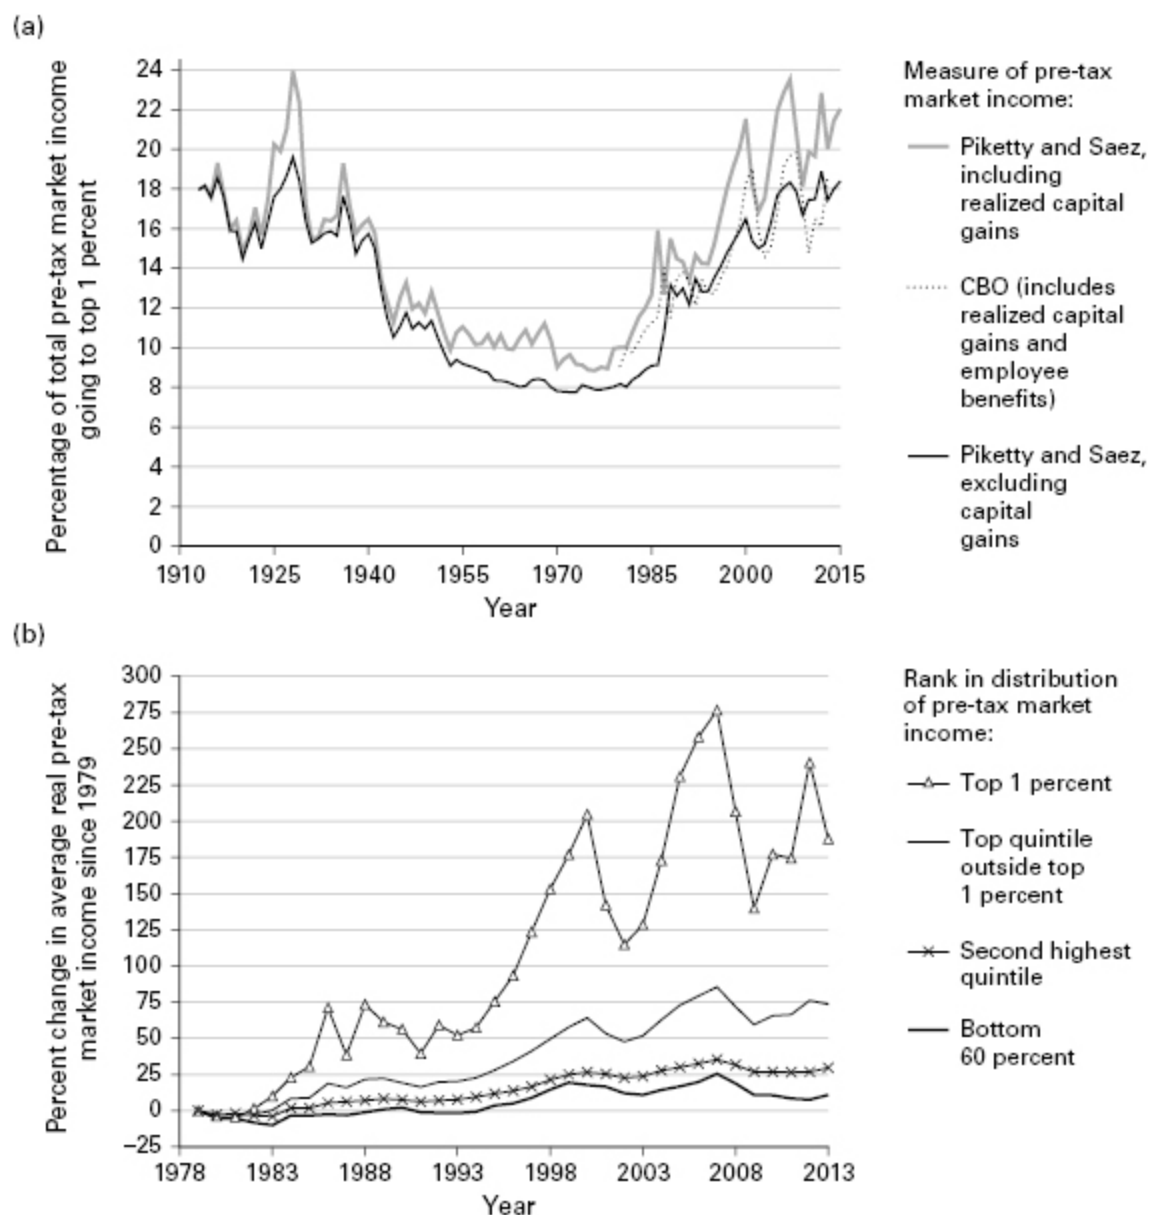 (a)
Percentage of total pre-tax market income
going to top 1 percent
24
22
20
18
16
14
12
10
8
6
4
2
0
1910 1925 1940 1955 1970 1985 2000 2015
Year
Measure of pre-tax
market income:
Piketty and Saez,
including
realized capital
gains
CBO (includes
realized capital
gains and
employee
benefits)
Piketty and Saez,
excluding
capital
gains
(b)
Percent change in average real pre-tax
market income since 1979
300
275
250
225
200
175
150
125
100
75
50
25
0
–25
1978 1983 1988 1993 1998 2003 2008 2013
Year
Rank in distribution
of pre-tax market
income:
Top 1 percent
Top quintile
outside top
1 percent
Second highest
quintile
Bottom
60 percent